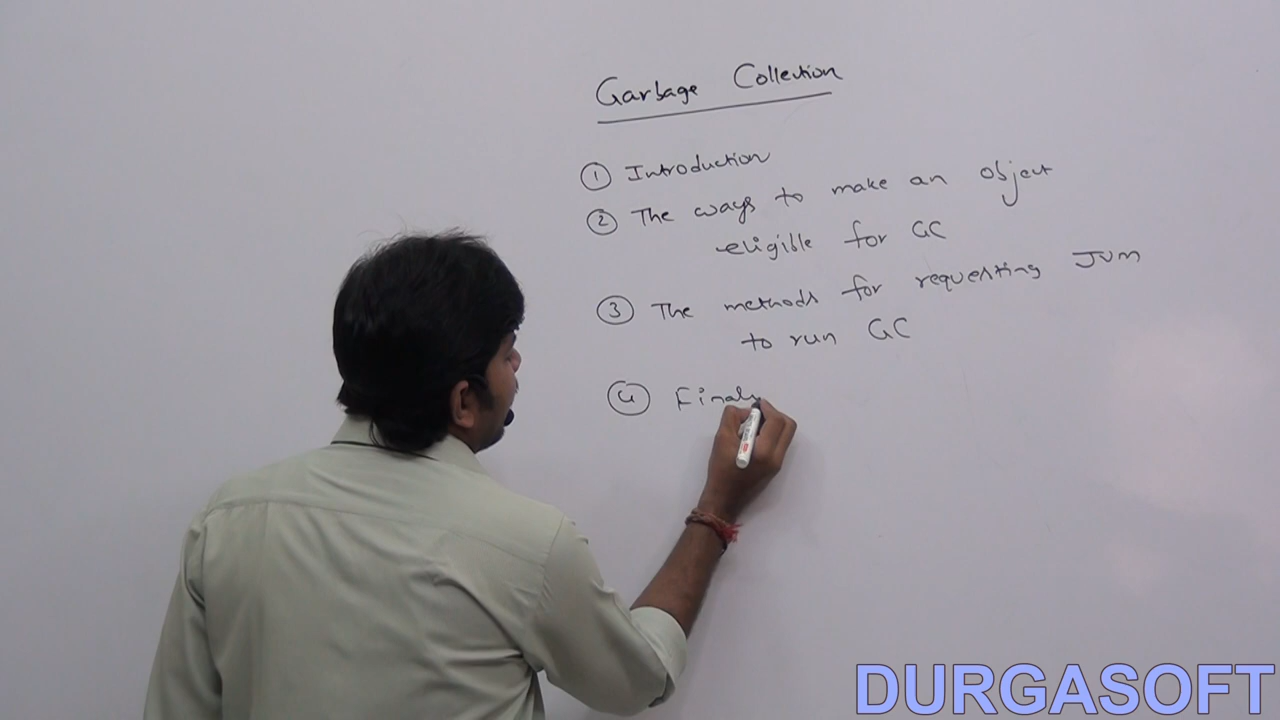 Garbage Collection
① Introduction
② The ways to make an object
eligible for GC
③ The methods for requesting JVM
to run GC
④ Finaly
DURGASOFT